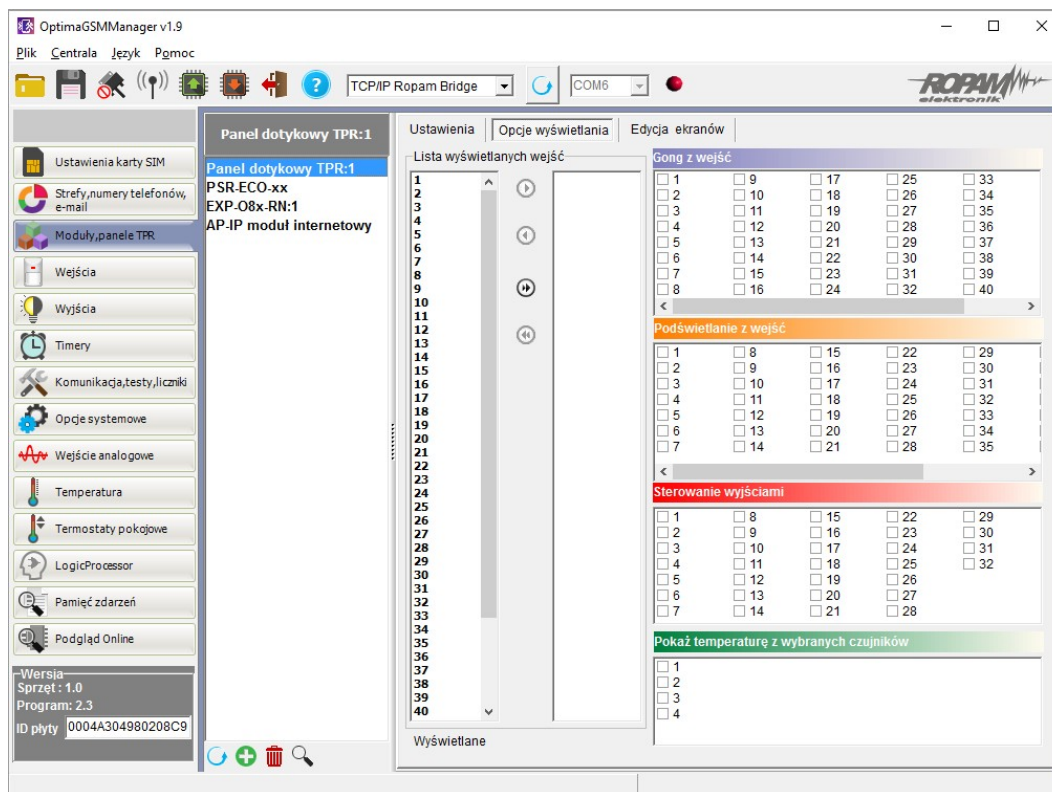 OptimaGSMManager v1.9
Plik Centrala Język Pomoc
TCP/IP Ropam Bridge COM6
ROPAM
elektronik
Ustawienia karty SIM
Strefy,numery telefonów,
e-mail
Moduły,panele TPR
Wejścia
Wyjścia
Timery
Komunikacja,testy,liczniki
Opcje systemowe
Wejście analogowe
Temperatura
Termostaty pokojowe
LogicProcessor
Pamięć zdarzeń
Podgląd Online
Wersja
Sprzęt : 1.0
Program: 2.3
ID płyty 0004A304980208C9
Panel dotykowy TPR:1
Panel dotykowy TPR:1
PSR-ECO-xx
EXP-O8x-RN:1
AP-IP moduł internetowy
Ustawienia Opcje wyświetlania Edycja ekranów
Lista wyświetlanych wejść
1
2
3
4
5
6
7
8
9
10
11
12
13
14
15
16
17
18
19
20
21
22
23
24
25
26
27
28
29
30
31
32
33
34
35
36
37
38
39
40
Wyświetlane
Gong z wejść
1 9 17 25 33
2 10 18 26 34
3 11 19 27 35
4 12 20 28 36
5 13 21 29 37
6 14 22 30 38
7 15 23 31 39
8 16 24 32 40
Podświetlanie z wejść
1 8 15 22 29
2 9 16 23 30
3 10 17 24 31
4 11 18 25 32
5 12 19 26 33
6 13 20 27 34
7 14 21 28 35
Sterowanie wyjściami
1 8 15 22 29
2 9 16 23 30
3 10 17 24 31
4 11 18 25 32
5 12 19 26
6 13 20 27
7 14 21 28
Pokaż temperaturę z wybranych czujników
1
2
3
4